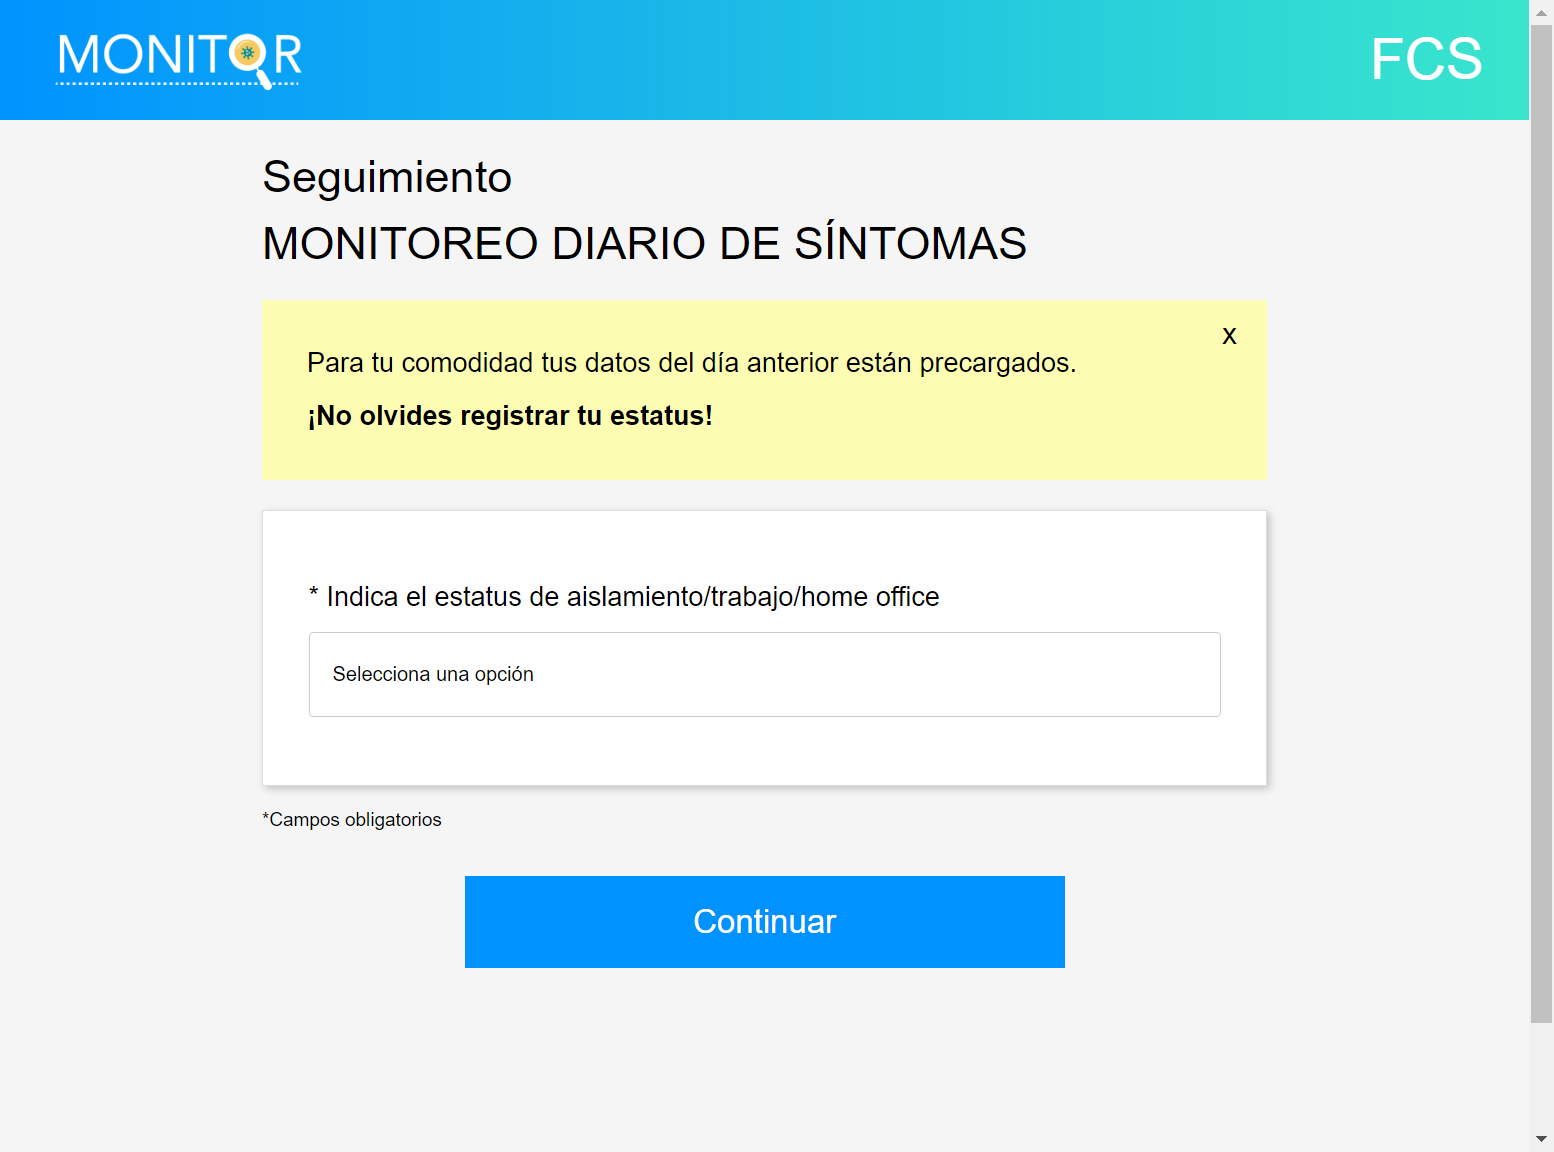 MONITOR
FCS
Seguimiento
MONITOREO DIARIO DE SÍNTOMAS
x
Para tu comodidad tus datos del día anterior están precargados.
¡No olvides registrar tu estatus!
* Indica el estatus de aislamiento/trabajo/home office
Selecciona una opción
*Campos obligatorios
Continuar